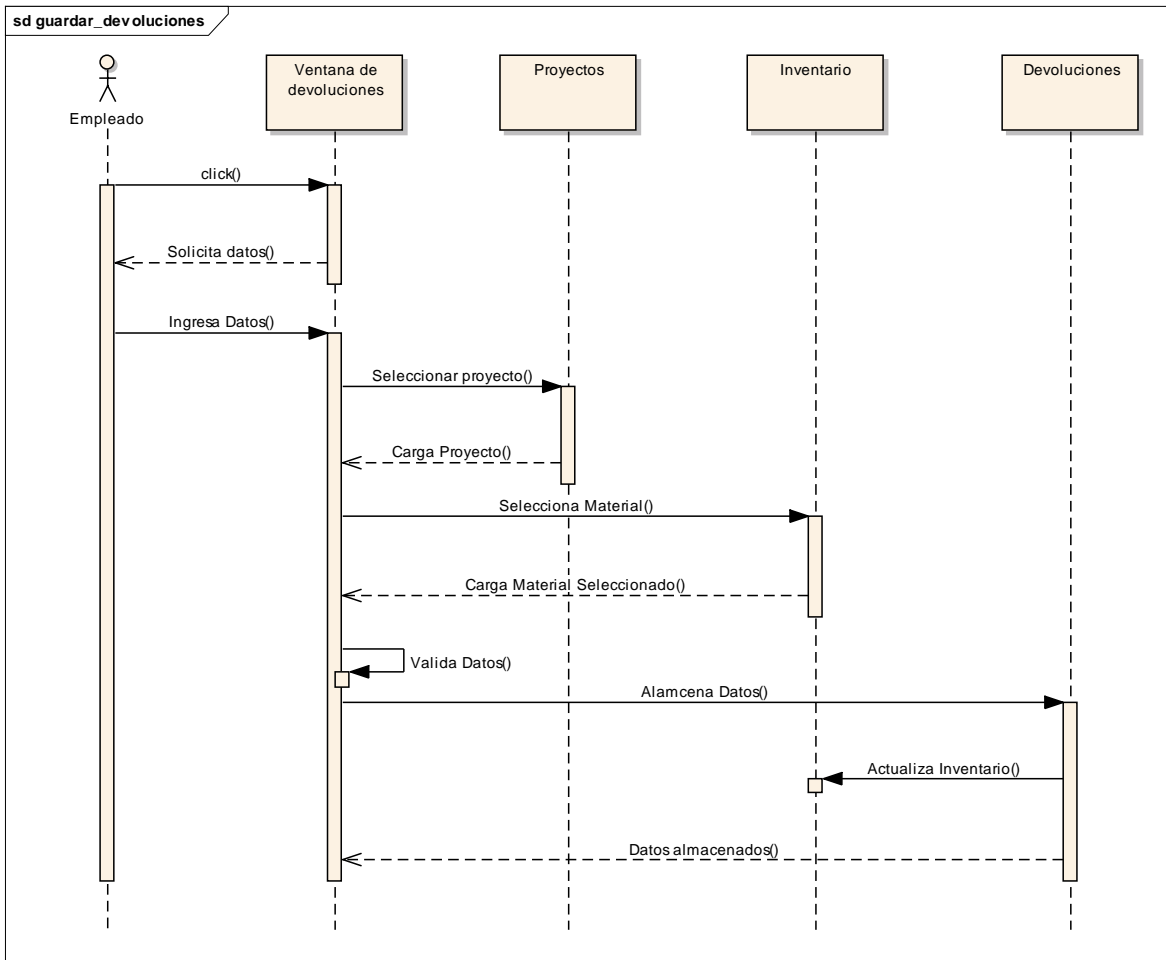 sd guardar_devoluciones
Empleado
Ventana de
devoluciones
Proyectos
Inventario
Devoluciones
click()
Solicita datos()
Ingresa Datos()
Seleccionar proyecto()
Carga Proyecto()
Selecciona Material()
Carga Material Seleccionado()
Valida Datos()
Alamcena Datos()
Actualiza Inventario()
Datos almacenados()